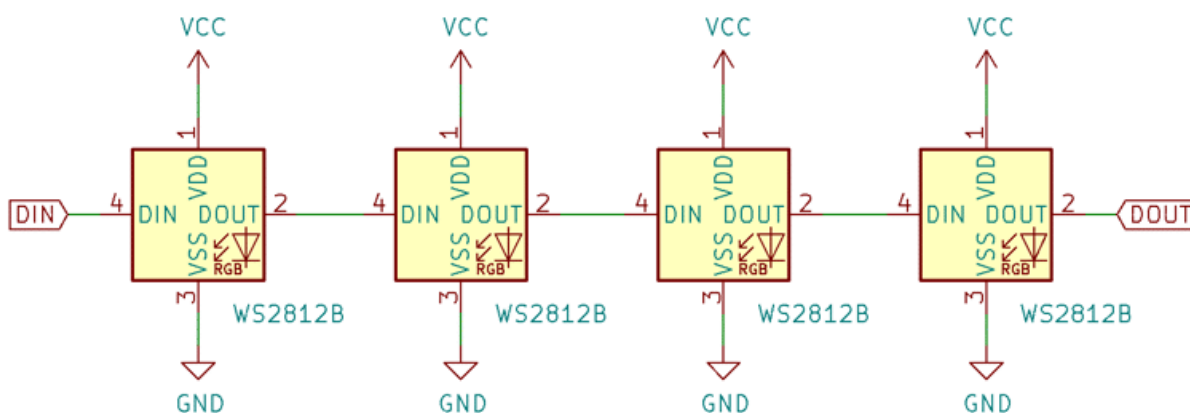 VCC VCC VCC VCC
1 1 1 1
VDD VDD VDD VDD
DIN 4 DIN DOUT 2 4 DIN DOUT 2 4 DIN DOUT 2 4 DIN DOUT 2 DOUT
VSS VSS VSS VSS
RGB RGB RGB RGB
3 3 3 3
WS2812B WS2812B WS2812B WS2812B
GND GND GND GND